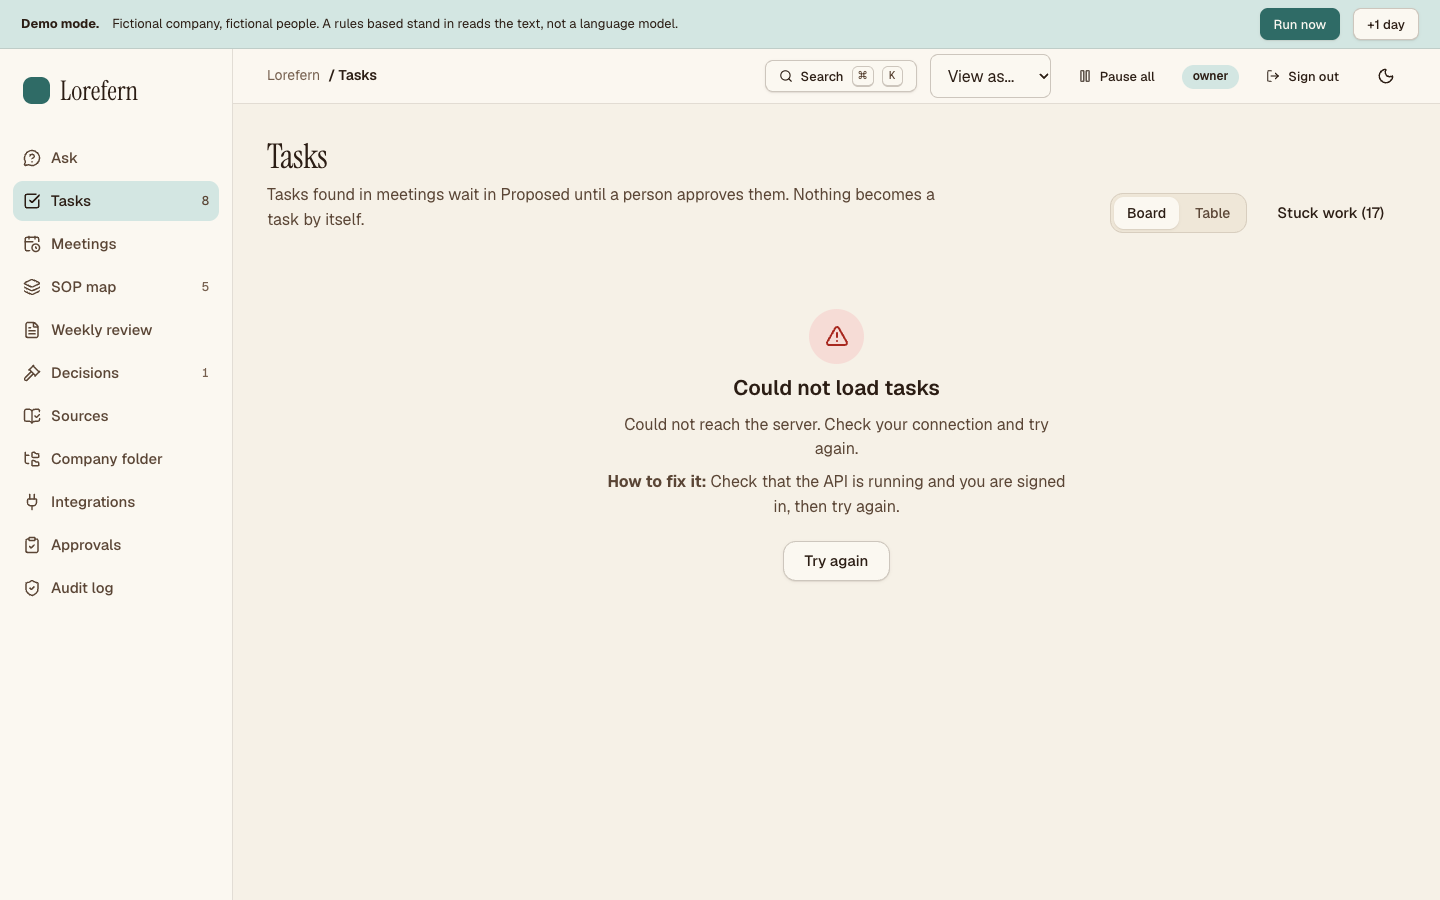 Demo mode. Fictional company, fictional people. A rules based stand in reads the text, not a language model.
Run now
+1 day
Lorefern
Lorefern / Tasks
Search ⌘ K
View as...
Pause all
owner
Sign out
Ask
Tasks 8
Meetings
SOP map 5
Weekly review
Decisions 1
Sources
Company folder
Integrations
Approvals
Audit log
Tasks
Tasks found in meetings wait in Proposed until a person approves them. Nothing becomes a
task by itself.
Board
Table
Stuck work (17)
Could not load tasks
Could not reach the server. Check your connection and try
again.
How to fix it: Check that the API is running and you are signed
in, then try again.
Try again